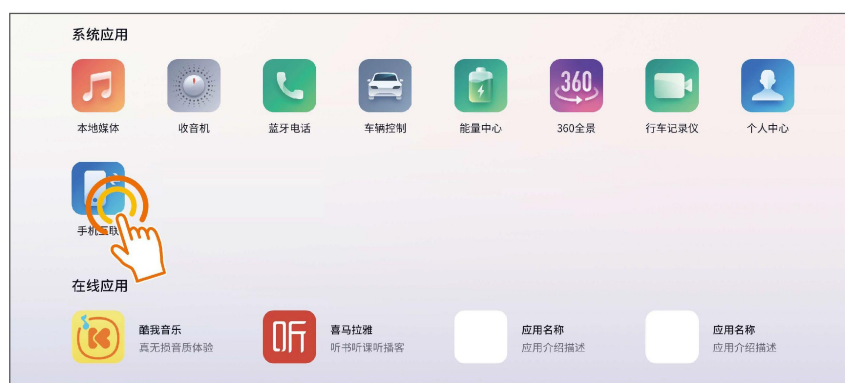 系统应用
360
本地媒体 收音机 蓝牙电话 车辆控制 能量中心 360全景 行车记录仪 个人中心
手机互联
在线应用
听
酷我音乐 喜马拉雅 应用名称 应用名称
真无损音质体验 听书听课听播客 应用介绍描述 应用介绍描述